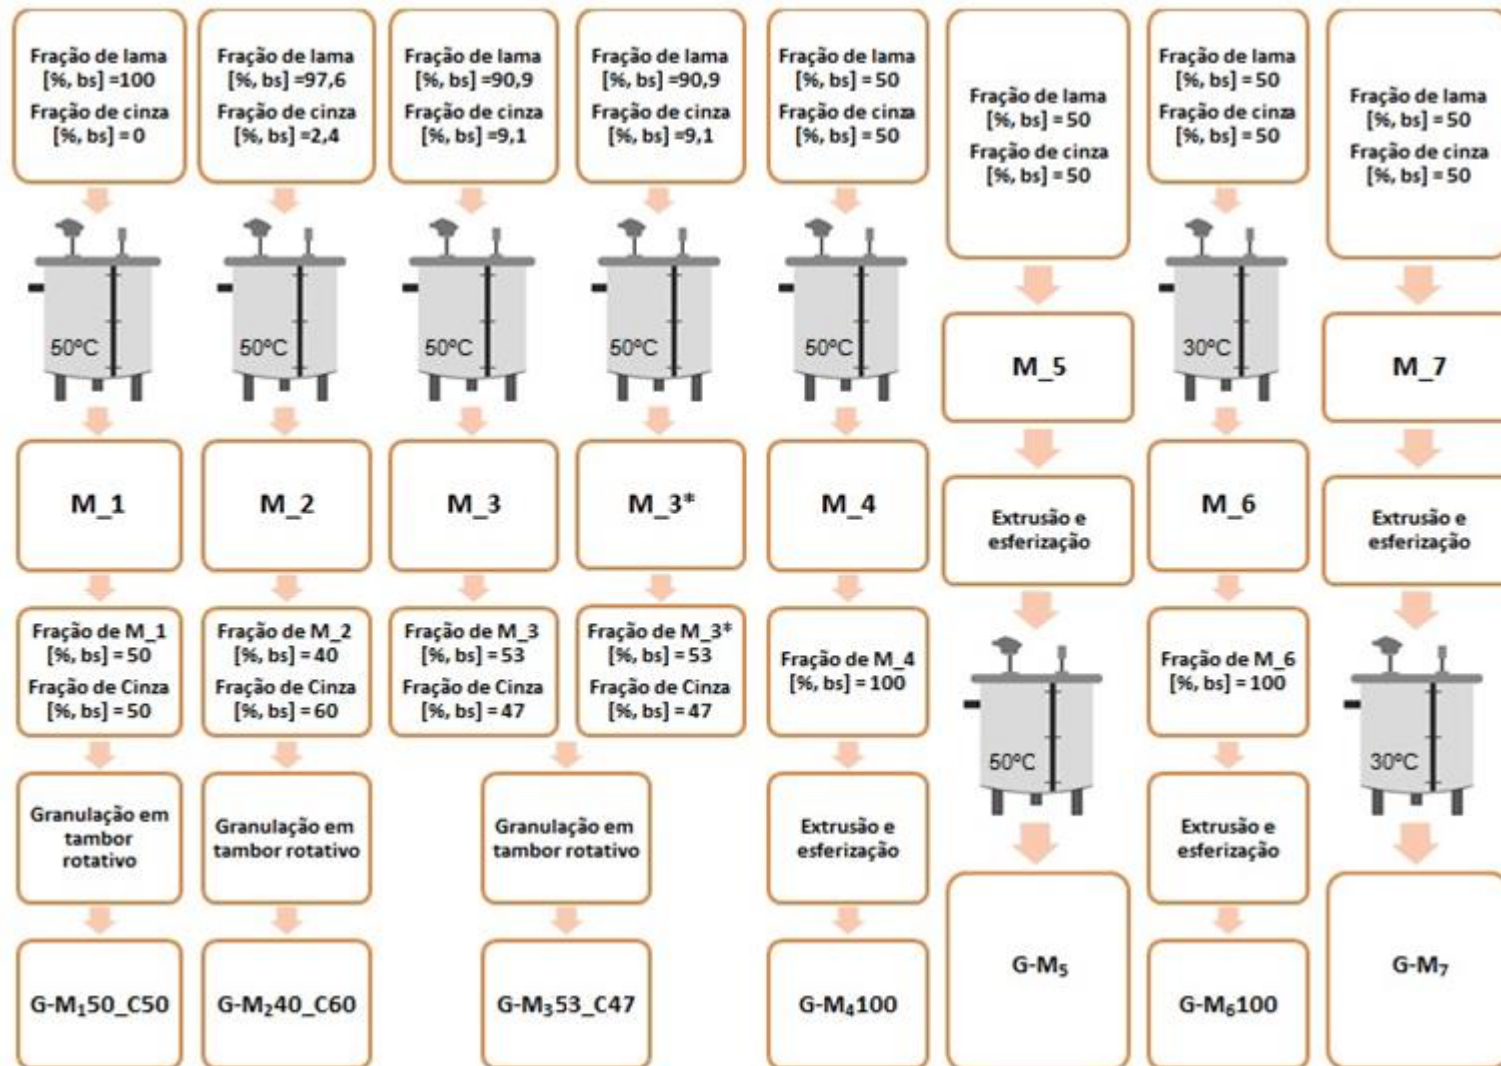 Fração de lama
[%, bs] =100
Fração de cinza
[%, bs] = 0
Fração de lama
[%, bs] =97,6
Fração de cinza
[%, bs] =2,4
Fração de lama
[%, bs] =90,9
Fração de cinza
[%, bs] =9,1
Fração de lama
[%, bs] =90,9
Fração de cinza
[%, bs] =9,1
Fração de lama
[%, bs] = 50
Fração de cinza
[%, bs] = 50
Fração de lama
[%, bs] = 50
Fração de cinza
[%, bs] = 50
Fração de lama
[%, bs] = 50
Fração de cinza
[%, bs] = 50
Fração de lama
[%, bs] = 50
Fração de cinza
[%, bs] = 50
50ºC
50ºC
50ºC
50ºC
50ºC
M_5
30ºC
M_7
M_1
M_2
M_3
M_3*
M_4
Extrusão e
esferização
M_6
Extrusão e
esferização
Fração de M_1
[%, bs] = 50
Fração de Cinza
[%, bs] = 50
Fração de M_2
[%, bs] = 40
Fração de Cinza
[%, bs] = 60
Fração de M_3
[%, bs] = 53
Fração de Cinza
[%, bs] = 47
Fração de M_3*
[%, bs] = 53
Fração de Cinza
[%, bs] = 47
Fração de M_4
[%, bs] = 100
50ºC
Fração de M_6
[%, bs] = 100
30ºC
Granulação em
tambor
rotativo
Granulação em
tambor rotativo
Granulação em
tambor rotativo
Extrusão e
esferização
Extrusão e
esferização
G-M₁50_C50
G-M₂40_C60
G-M₃53_C47
G-M₄100
G-M₅
G-M₆100
G-M₇